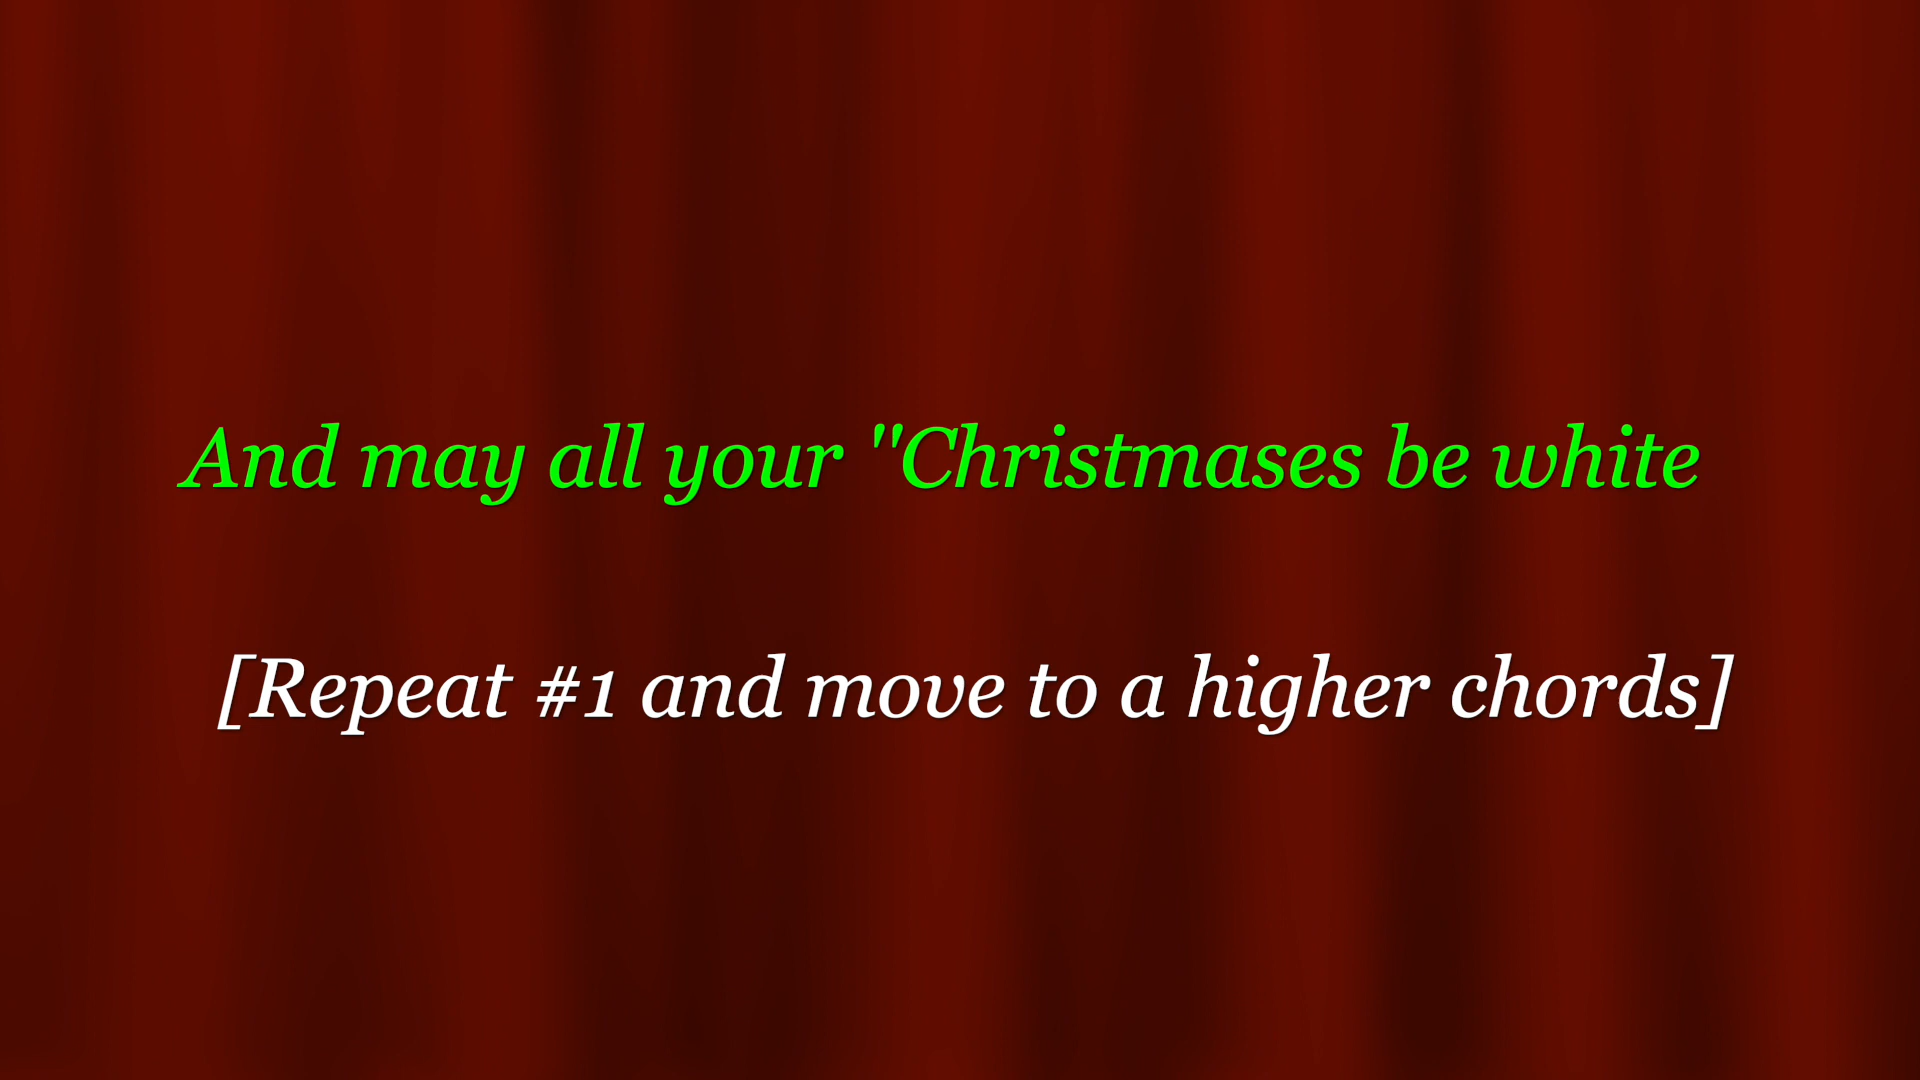 And may all your "Christmases be white
[Repeat #1 and move to a higher chords]